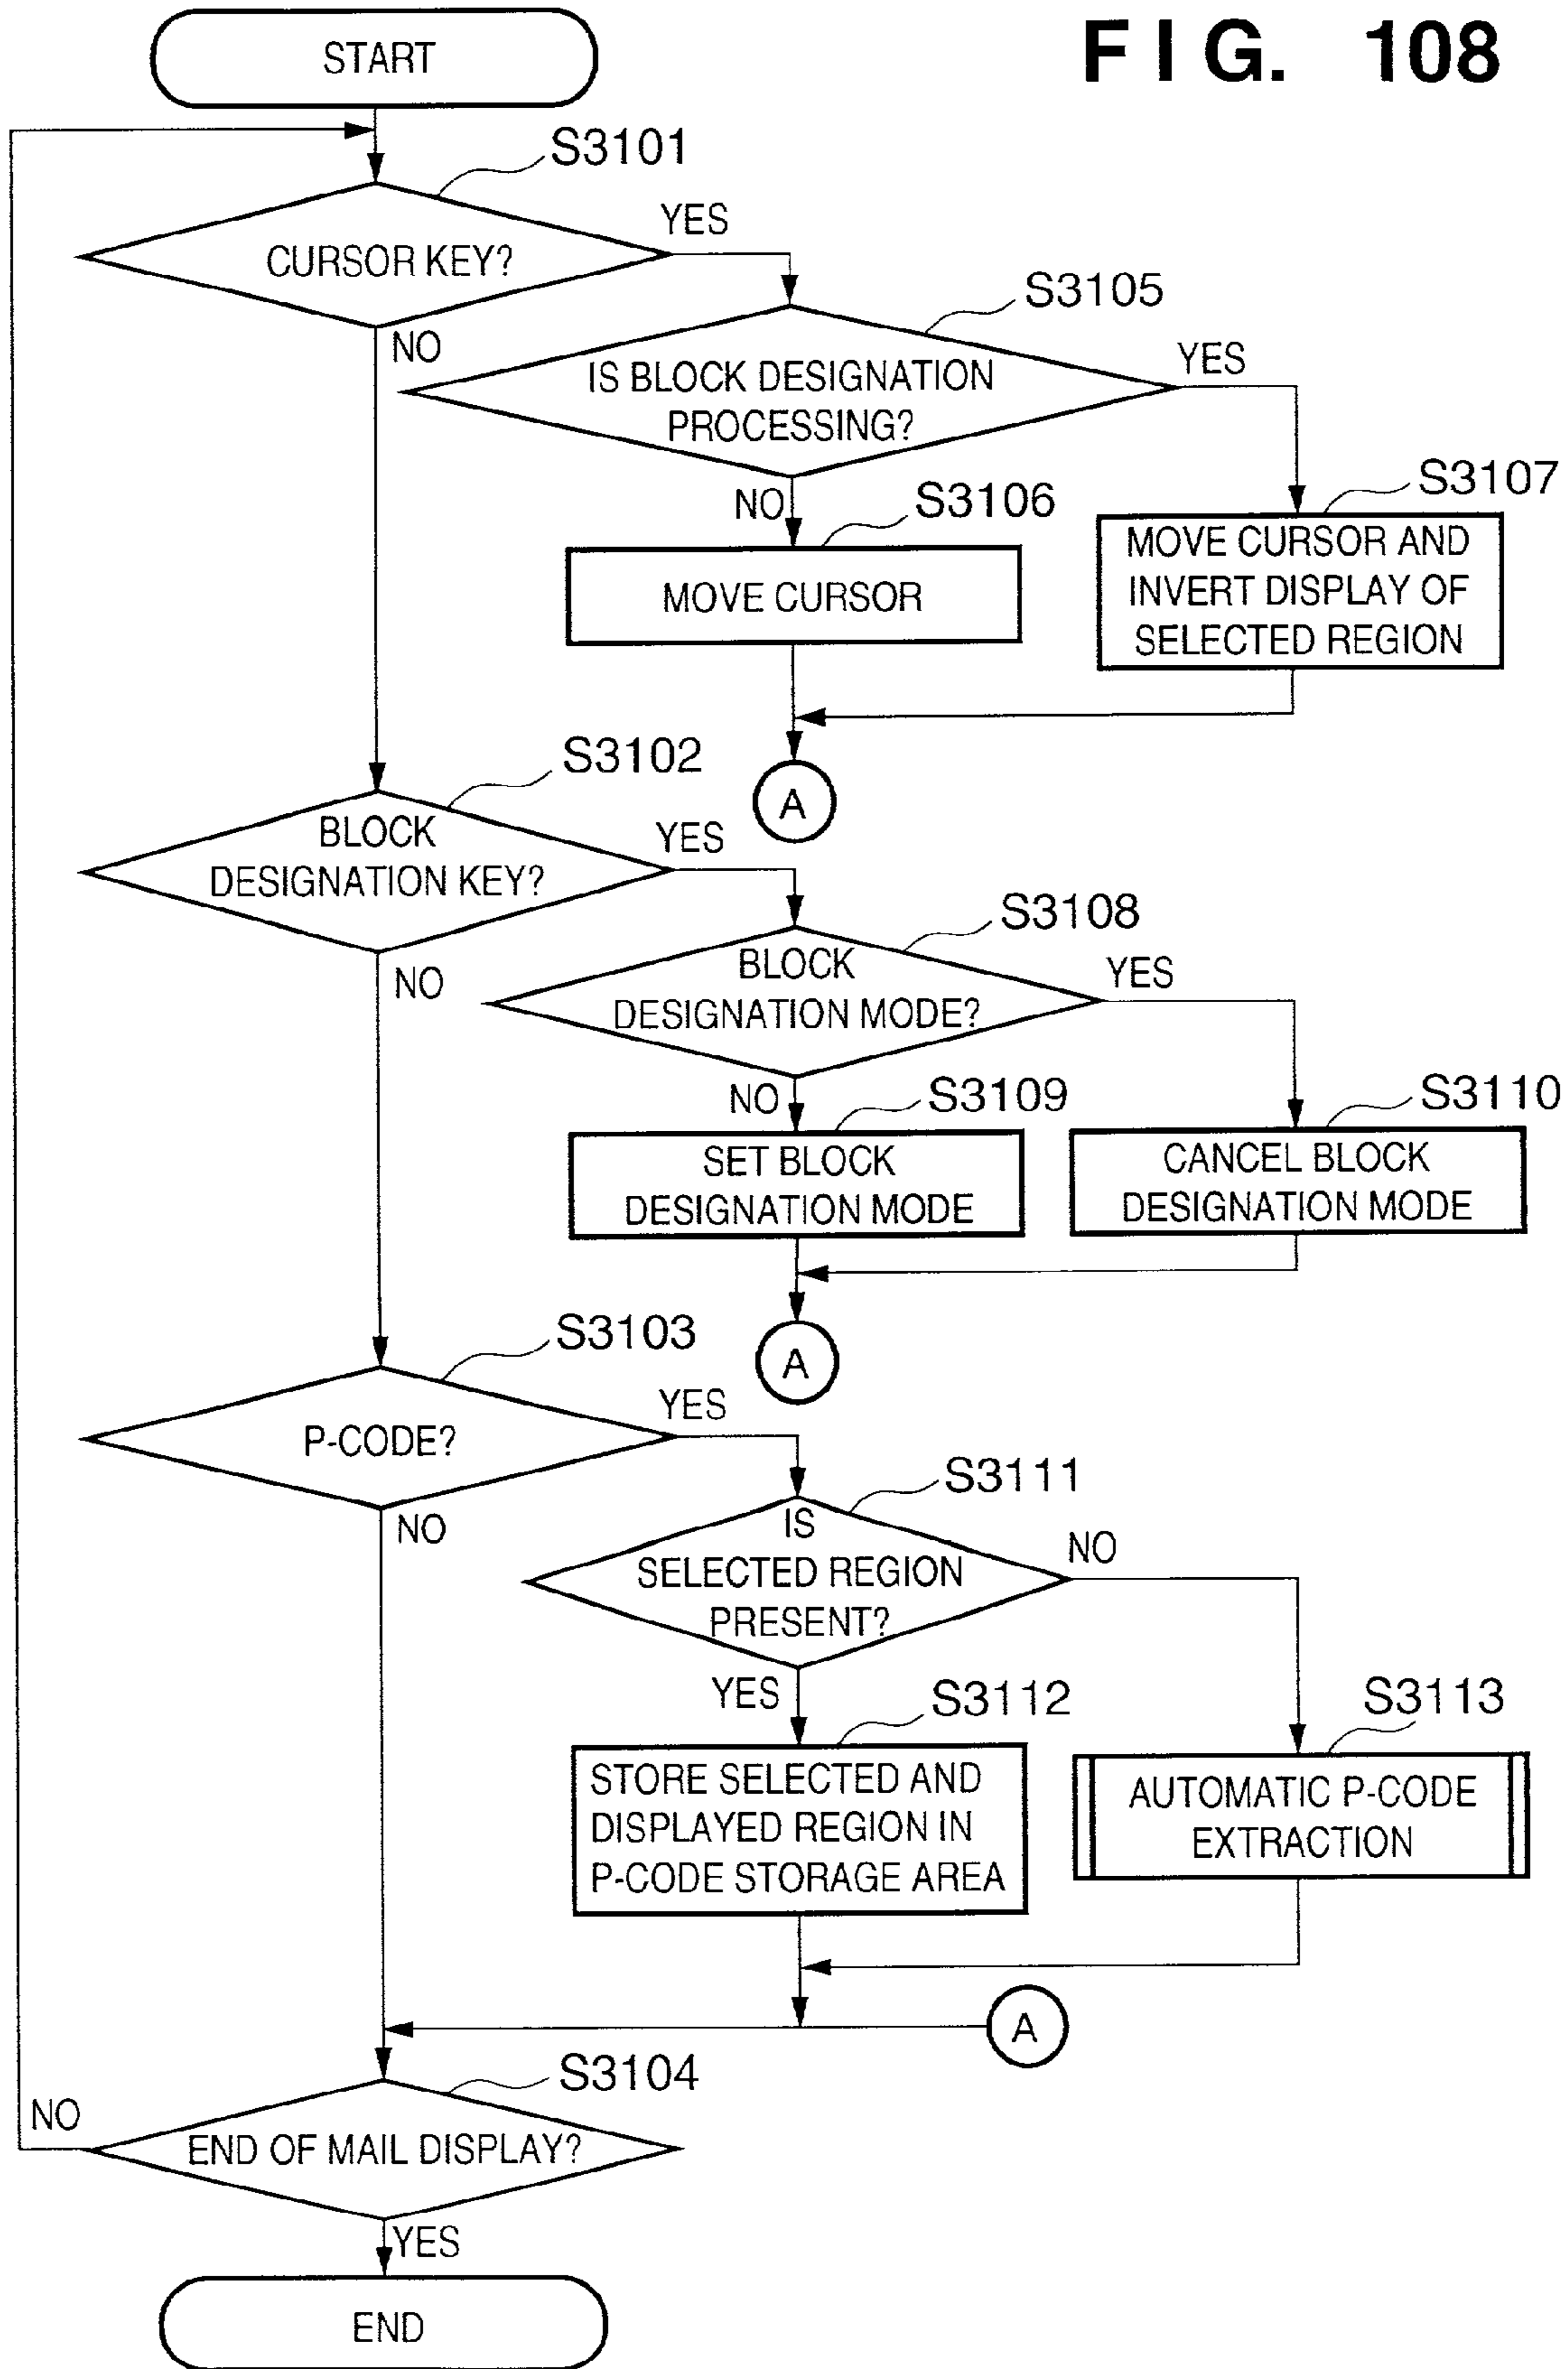 FIG. 108
START
S3101
CURSOR KEY?
YES
NO
S3105
IS BLOCK DESIGNATION
PROCESSING?
YES
NO
S3106
MOVE CURSOR
S3107
MOVE CURSOR AND
INVERT DISPLAY OF
SELECTED REGION
A
S3102
BLOCK
DESIGNATION KEY?
YES
NO
S3108
BLOCK
DESIGNATION MODE?
YES
NO
S3109
SET BLOCK
DESIGNATION MODE
S3110
CANCEL BLOCK
DESIGNATION MODE
A
S3103
P-CODE?
YES
NO
S3111
IS
SELECTED REGION
PRESENT?
NO
YES
S3112
STORE SELECTED AND
DISPLAYED REGION IN
P-CODE STORAGE AREA
S3113
AUTOMATIC P-CODE
EXTRACTION
A
S3104
END OF MAIL DISPLAY?
NO
YES
END